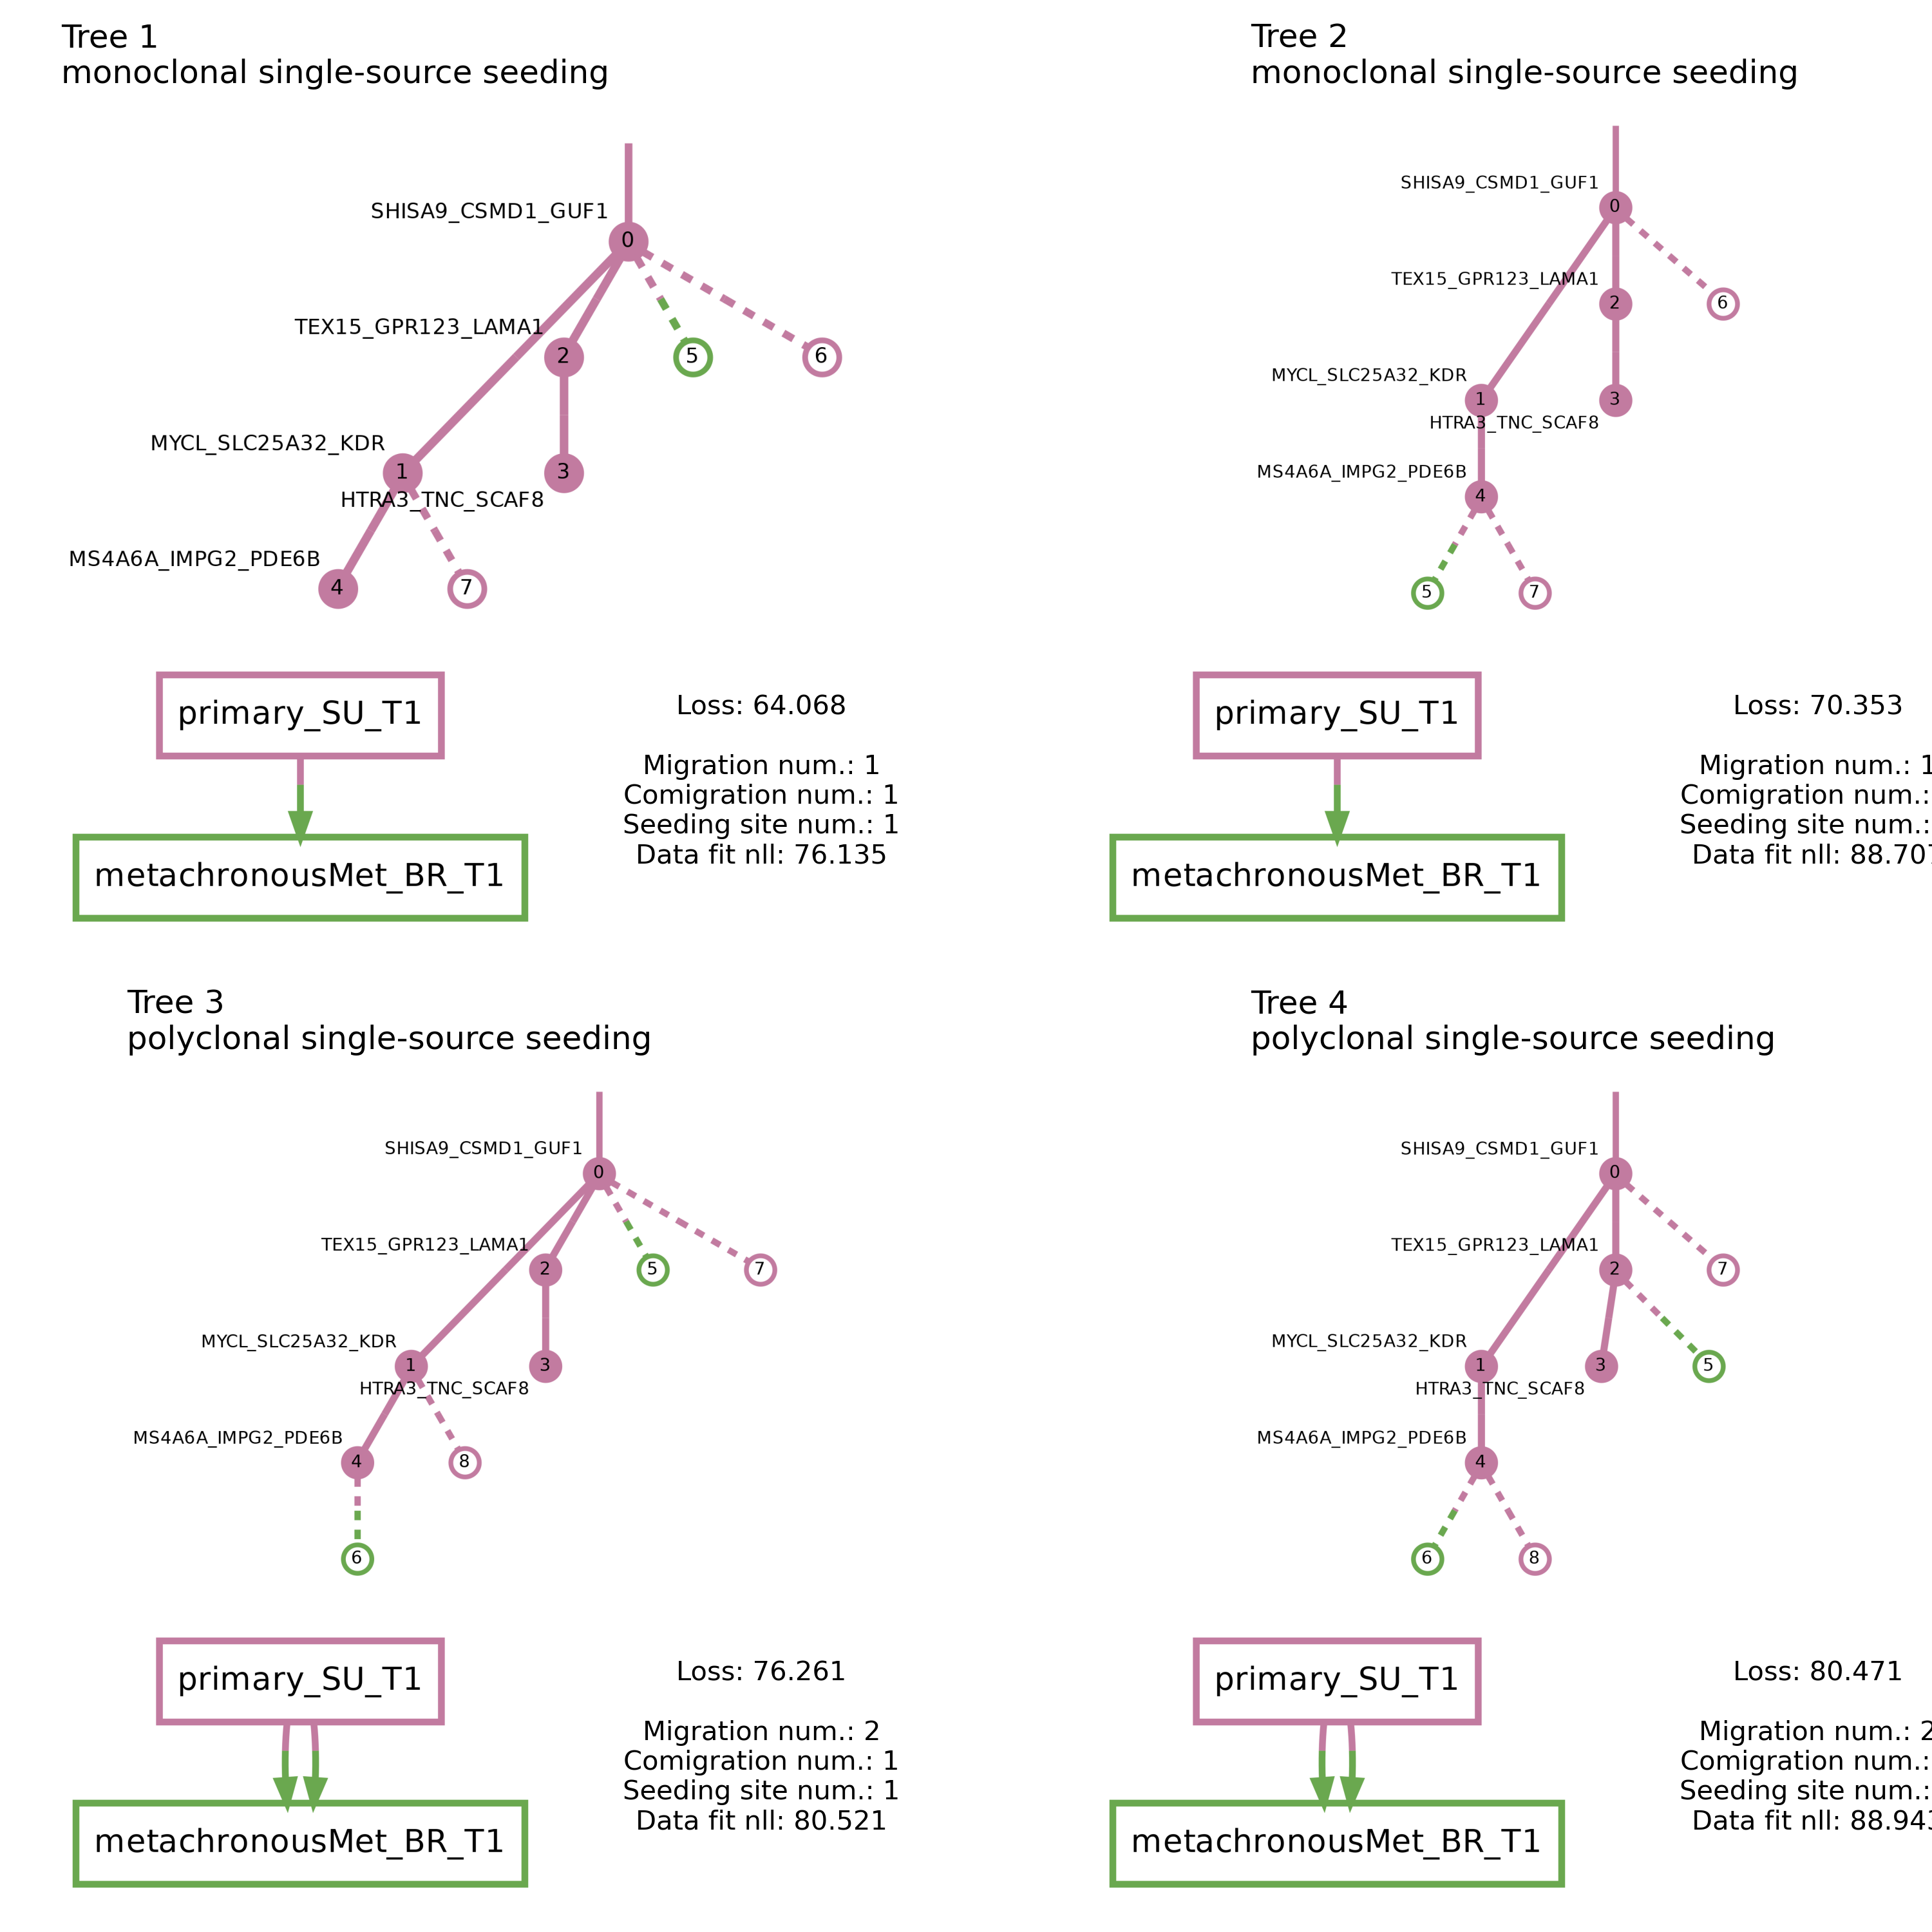 Tree 1
monoclonal single-source seeding
SHISA9_CSMD1_GUF1
0
TEX15_GPR123_LAMA1
2
5
6
MYCL_SLC25A32_KDR
1
3
HTRA3_TNC_SCAF8
MS4A6A_IMPG2_PDE6B
4
7
primary_SU_T1
metachronousMet_BR_T1
Loss: 64.068
Migration num.: 1
Comigration num.: 1
Seeding site num.: 1
Data fit nll: 76.135
Tree 2
monoclonal single-source seeding
SHISA9_CSMD1_GUF1
0
TEX15_GPR123_LAMA1
2
6
MYCL_SLC25A32_KDR
1
3
HTRA3_TNC_SCAF8
MS4A6A_IMPG2_PDE6B
4
5
7
primary_SU_T1
metachronousMet_BR_T1
Loss: 70.353
Migration num.: 1
Comigration num.:
Seeding site num.:
Data fit nll: 88.707
Tree 3
polyclonal single-source seeding
SHISA9_CSMD1_GUF1
0
TEX15_GPR123_LAMA1
2
5
7
MYCL_SLC25A32_KDR
1
3
HTRA3_TNC_SCAF8
MS4A6A_IMPG2_PDE6B
4
8
6
primary_SU_T1
metachronousMet_BR_T1
Loss: 76.261
Migration num.: 2
Comigration num.: 1
Seeding site num.: 1
Data fit nll: 80.521
Tree 4
polyclonal single-source seeding
SHISA9_CSMD1_GUF1
0
TEX15_GPR123_LAMA1
2
7
MYCL_SLC25A32_KDR
1
3
5
HTRA3_TNC_SCAF8
MS4A6A_IMPG2_PDE6B
4
6
8
primary_SU_T1
metachronousMet_BR_T1
Loss: 80.471
Migration num.: 2
Comigration num.:
Seeding site num.:
Data fit nll: 88.943